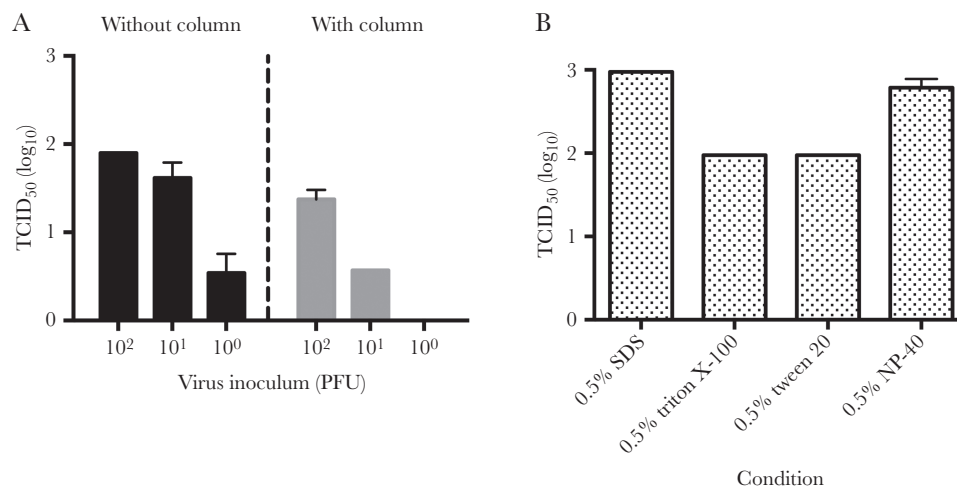 A
Without column
With column
TCID₅₀ (log₁₀)
3
2
1
0
10² 10¹ 10⁰ 10² 10¹ 10⁰
Virus inoculum (PFU)
B
TCID₅₀ (log₁₀)
3
2
1
0
0.5% SDS
0.5% triton X-100
0.5% tween 20
0.5% NP-40
Condition